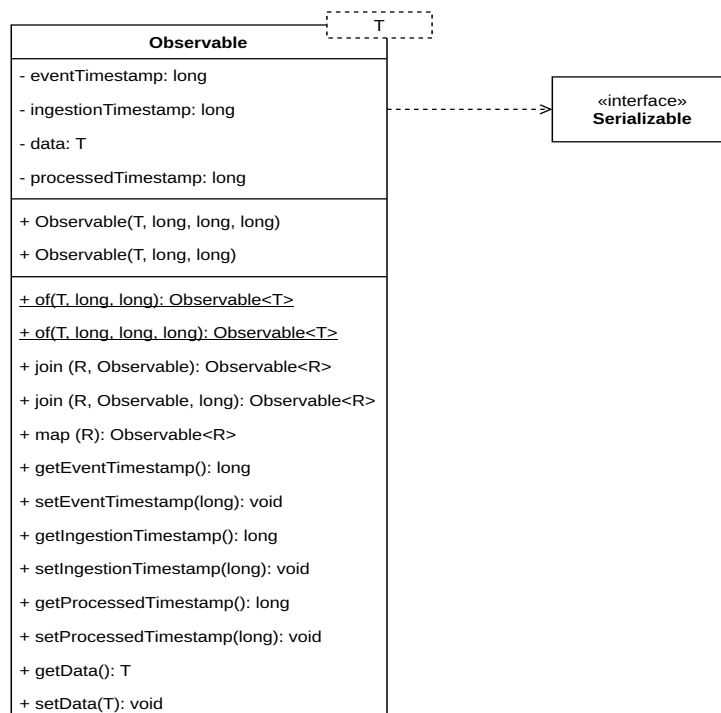 T
Observable
- eventTimestamp: long
- ingestionTimestamp: long
- data: T
- processedTimestamp: long
«interface»
Serializable
+ Observable(T, long, long, long)
+ Observable(T, long, long)
+ of(T, long, long): Observable<T>
+ of(T, long, long, long): Observable<T>
+ join (R, Observable): Observable<R>
+ join (R, Observable, long): Observable<R>
+ map (R): Observable<R>
+ getEventTimestamp(): long
+ setEventTimestamp(long): void
+ getIngestionTimestamp(): long
+ setIngestionTimestamp(long): void
+ getProcessedTimestamp(): long
+ setProcessedTimestamp(long): void
+ getData(): T
+ setData(T): void